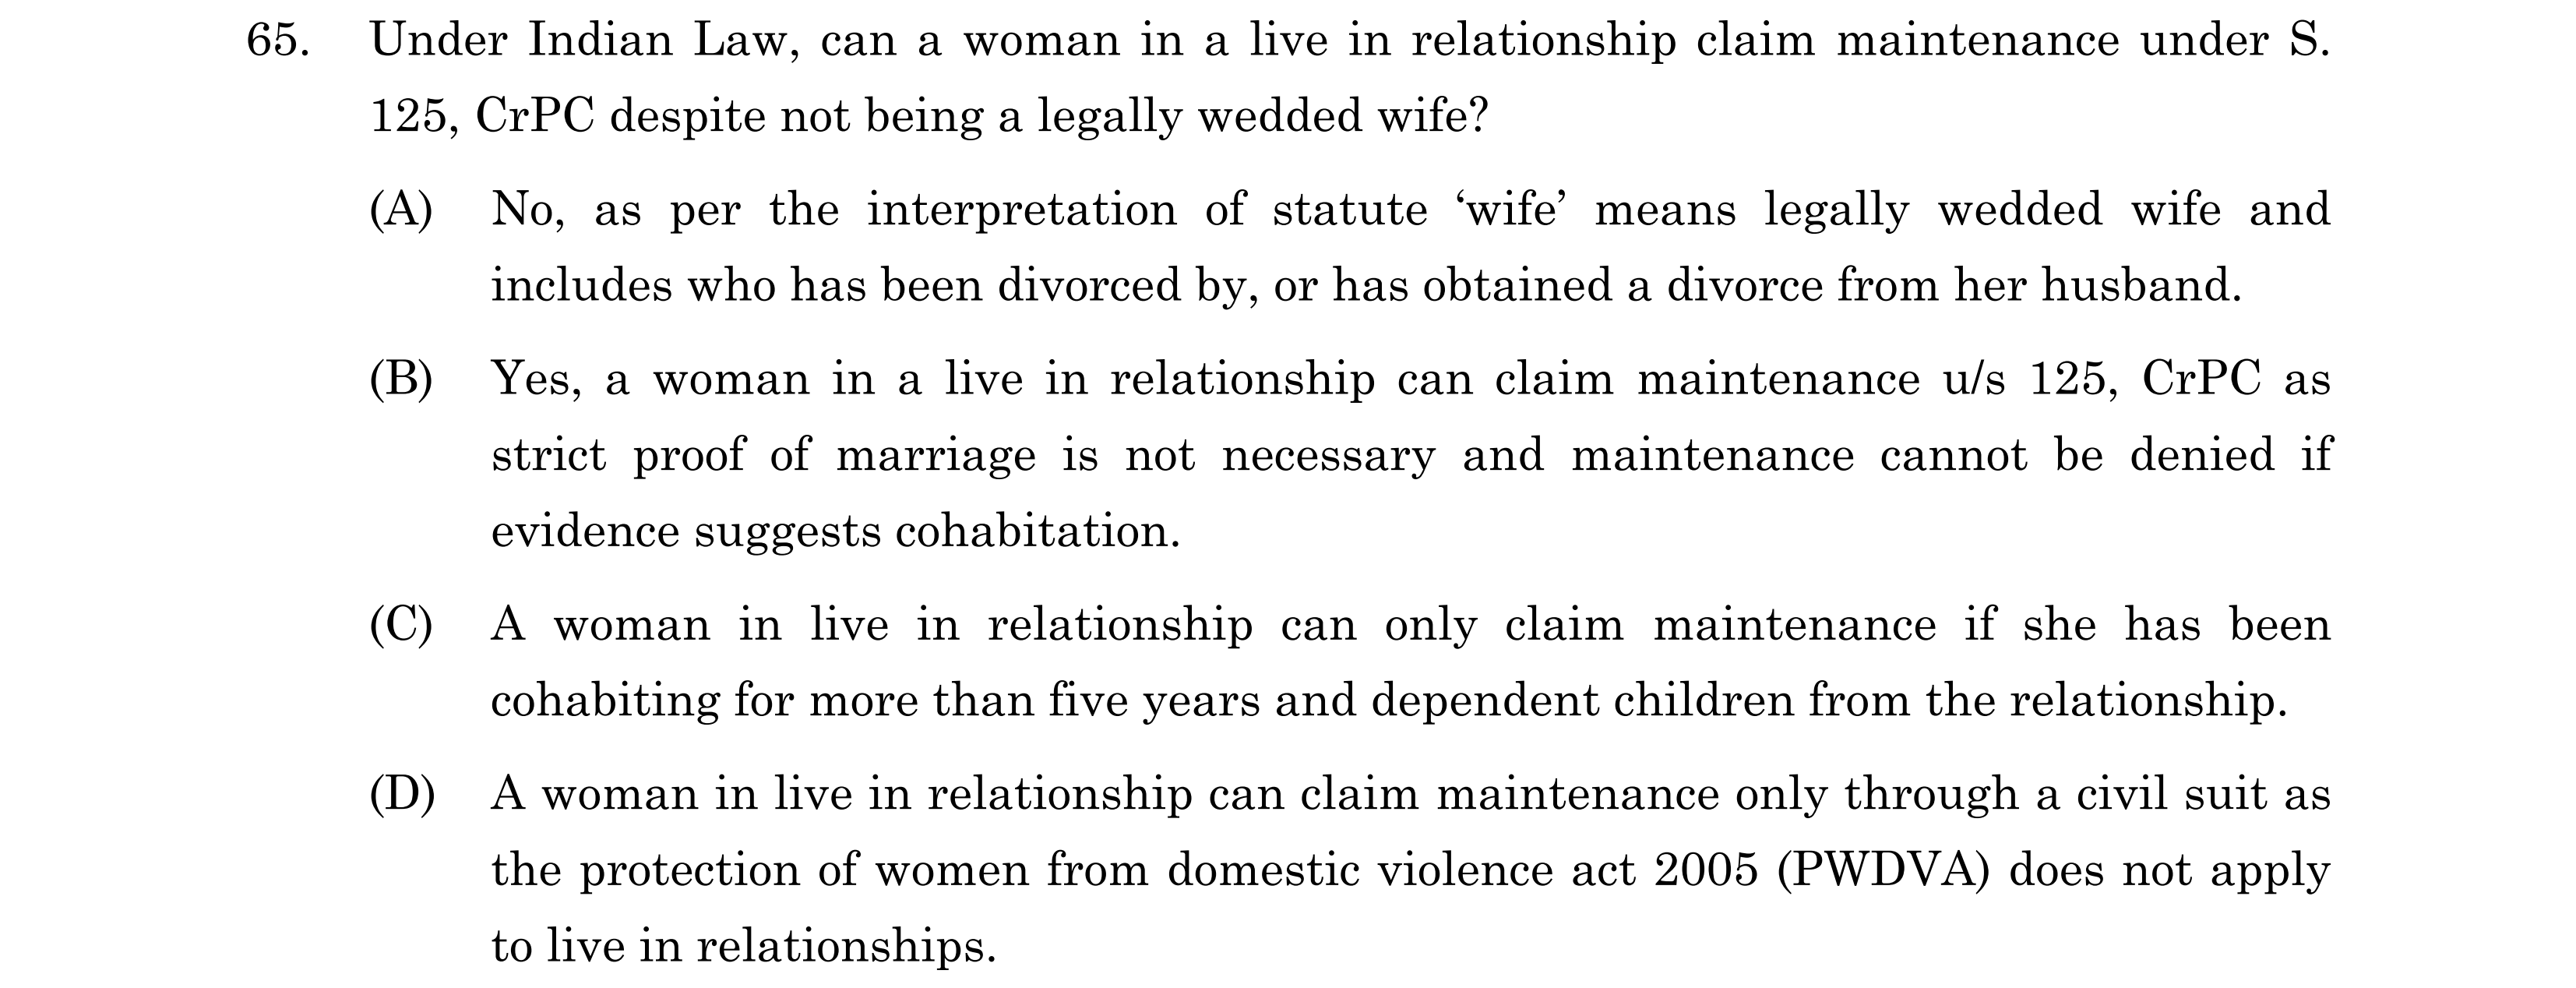 65. Under Indian Law, can a woman in a live in relationship claim maintenance under S.
125, CrPC despite not being a legally wedded wife?
(A) No, as per the interpretation of statute ‘wife’ means legally wedded wife and
includes who has been divorced by, or has obtained a divorce from her husband.
(B) Yes, a woman in a live in relationship can claim maintenance u/s 125, CrPC as
strict proof of marriage is not necessary and maintenance cannot be denied if
evidence suggests cohabitation.
(C) A woman in live in relationship can only claim maintenance if she has been
cohabiting for more than five years and dependent children from the relationship.
(D) A woman in live in relationship can claim maintenance only through a civil suit as
the protection of women from domestic violence act 2005 (PWDVA) does not apply
to live in relationships.